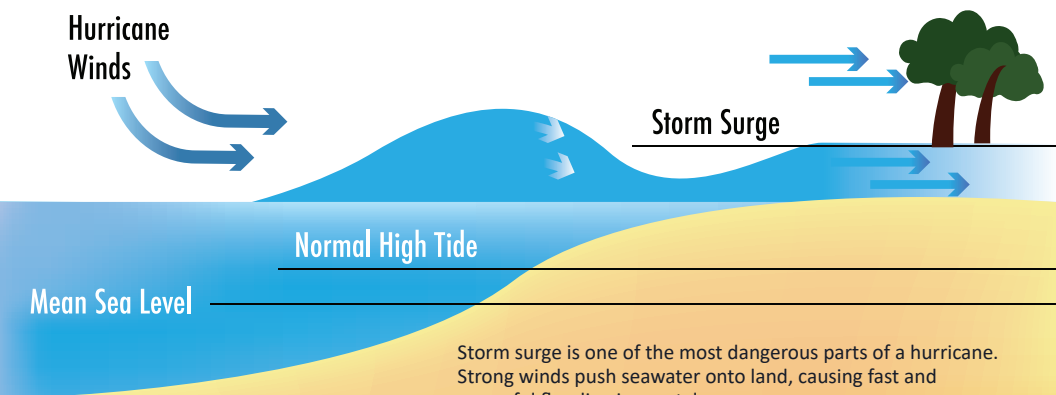 Hurricane
Winds
Storm Surge
Normal High Tide
Mean Sea Level
Storm surge is one of the most dangerous parts of a hurricane.
Strong winds push seawater onto land, causing fast and